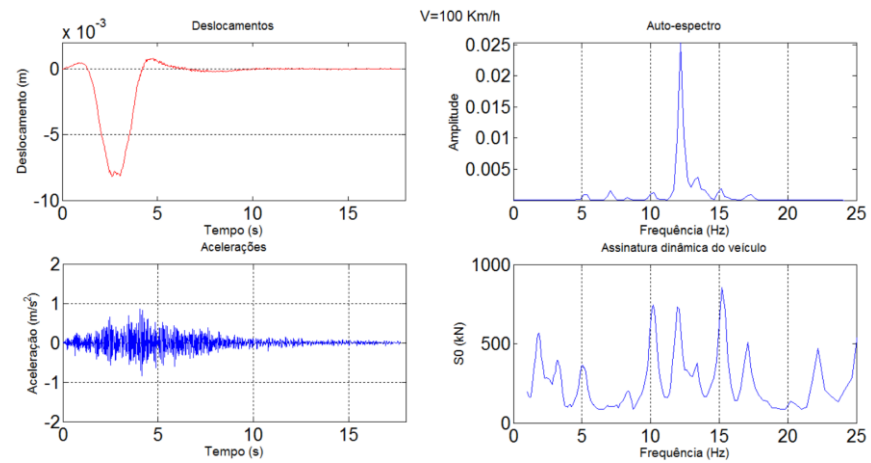 V=100 Km/h
Deslocamentos
x 10-3
0
-5
-10
0 5 10 15
Deslocamento (m)
Tempo (s)
Auto-espectro
0.025
0.02
0.015
0.01
0.005
0 5 10 15 20 25
Amplitude
Frequência (Hz)
Acelerações
2
1
0
-1
-2
0 5 10 15
Aceleração (m/s2)
Tempo (s)
Assinatura dinâmica do veículo
1000
500
0
0 5 10 15 20 25
S0 (kN)
Frequência (Hz)